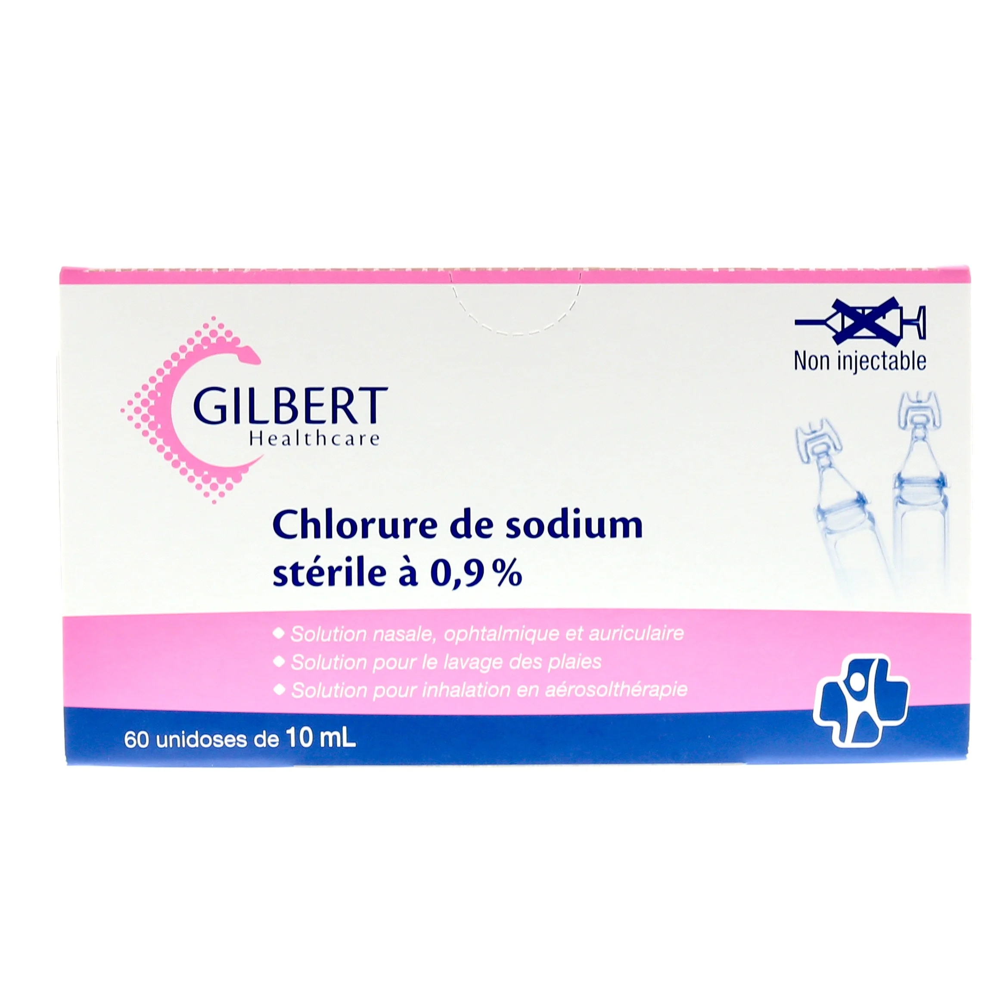 Non injectable
GILBERT
Healthcare
Chlorure de sodium
stérile à 0,9 %
Solution nasale, ophtalmique et auriculaire
Solution pour le lavage des plaies
Solution pour inhalation en aérosolthérapie
60 unidoses de 10 mL